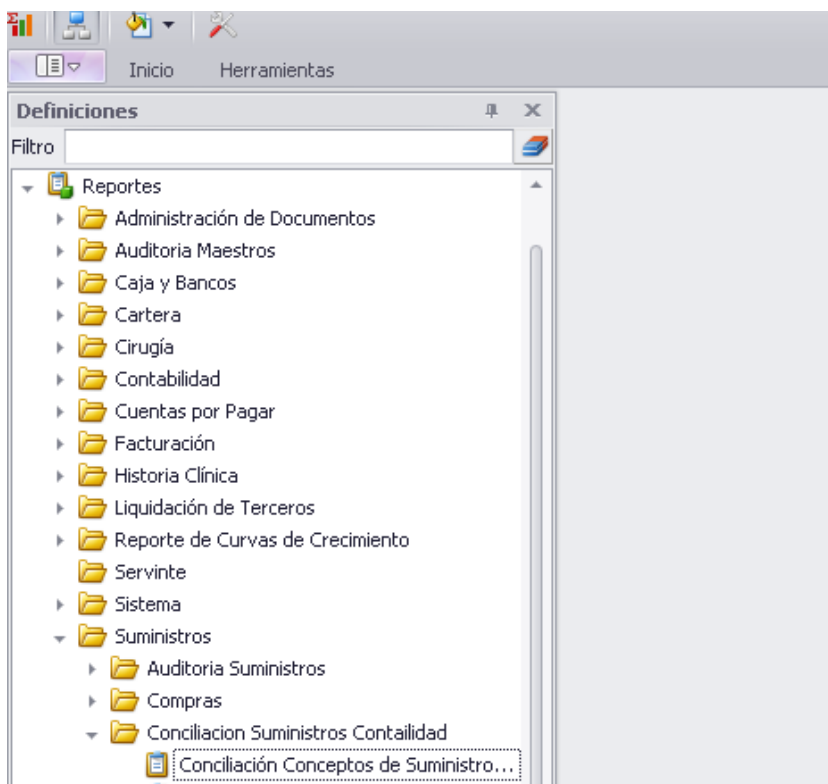 Inicio Herramientas
Definiciones
Filtro
Reportes
Administración de Documentos
Auditoria Maestros
Caja y Bancos
Cartera
Cirugía
Contabilidad
Cuentas por Pagar
Facturación
Historia Clínica
Liquidación de Terceros
Reporte de Curvas de Crecimiento
Servinte
Sistema
Suministros
Auditoria Suministros
Compras
Conciliacion Suministros Contailidad
Conciliación Conceptos de Suministro...